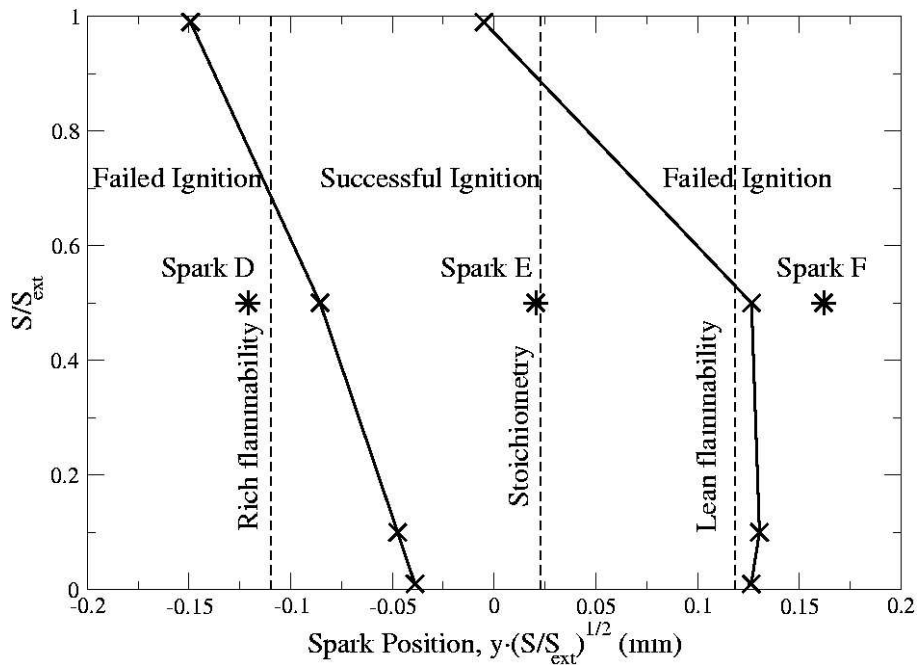 1
0.8
0.6
0.4
0.2
0
S/S_ext
Failed Ignition
Successful Ignition
Failed Ignition
Spark D
Spark E
Spark F
Rich flammability
Stoichiometry
Lean flammability
-0.2
-0.15
-0.1
-0.05
0
0.05
0.1
0.15
0.2
Spark Position, y·(S/S_ext)^1/2 (mm)